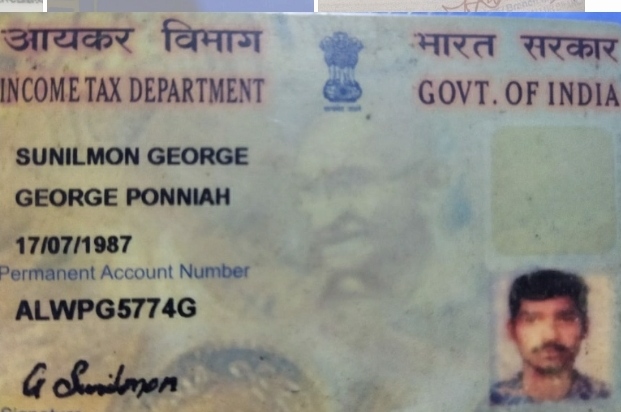 आयकर विभाग
भारत सरकार
INCOME TAX DEPARTMENT
GOVT. OF INDIA
SUNILMON GEORGE
GEORGE PONNIAH
17/07/1987
Permanent Account Number
ALWPG5774G
G Sunilmon
Signature